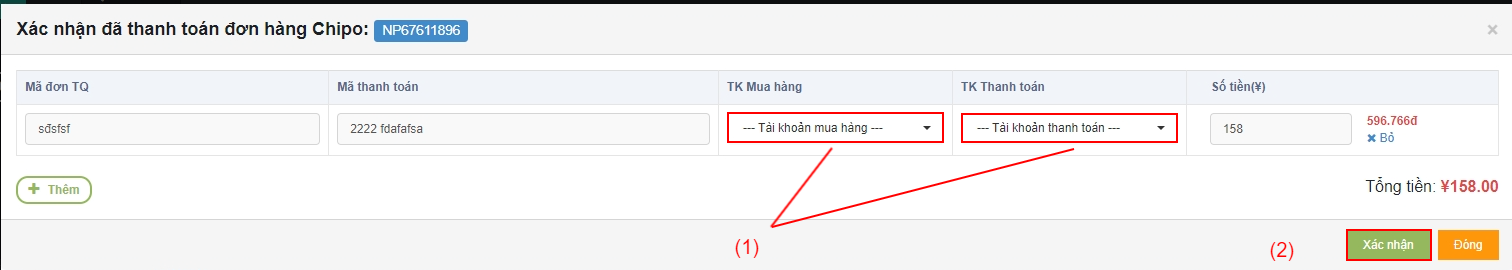 Xác nhận đã thanh toán đơn hàng Chipo: NP67611896 ×
Mã đơn TQ Mã thanh toán TK Mua hàng TK Thanh toán Số tiền(¥)
sđsfsf 2222 fdafafsa --- Tài khoản mua hàng --- --- Tài khoản thanh toán --- 158 596.766đ
× Bỏ
+ Thêm Tổng tiền: ¥158.00
(1) (2) Xác nhận Đóng